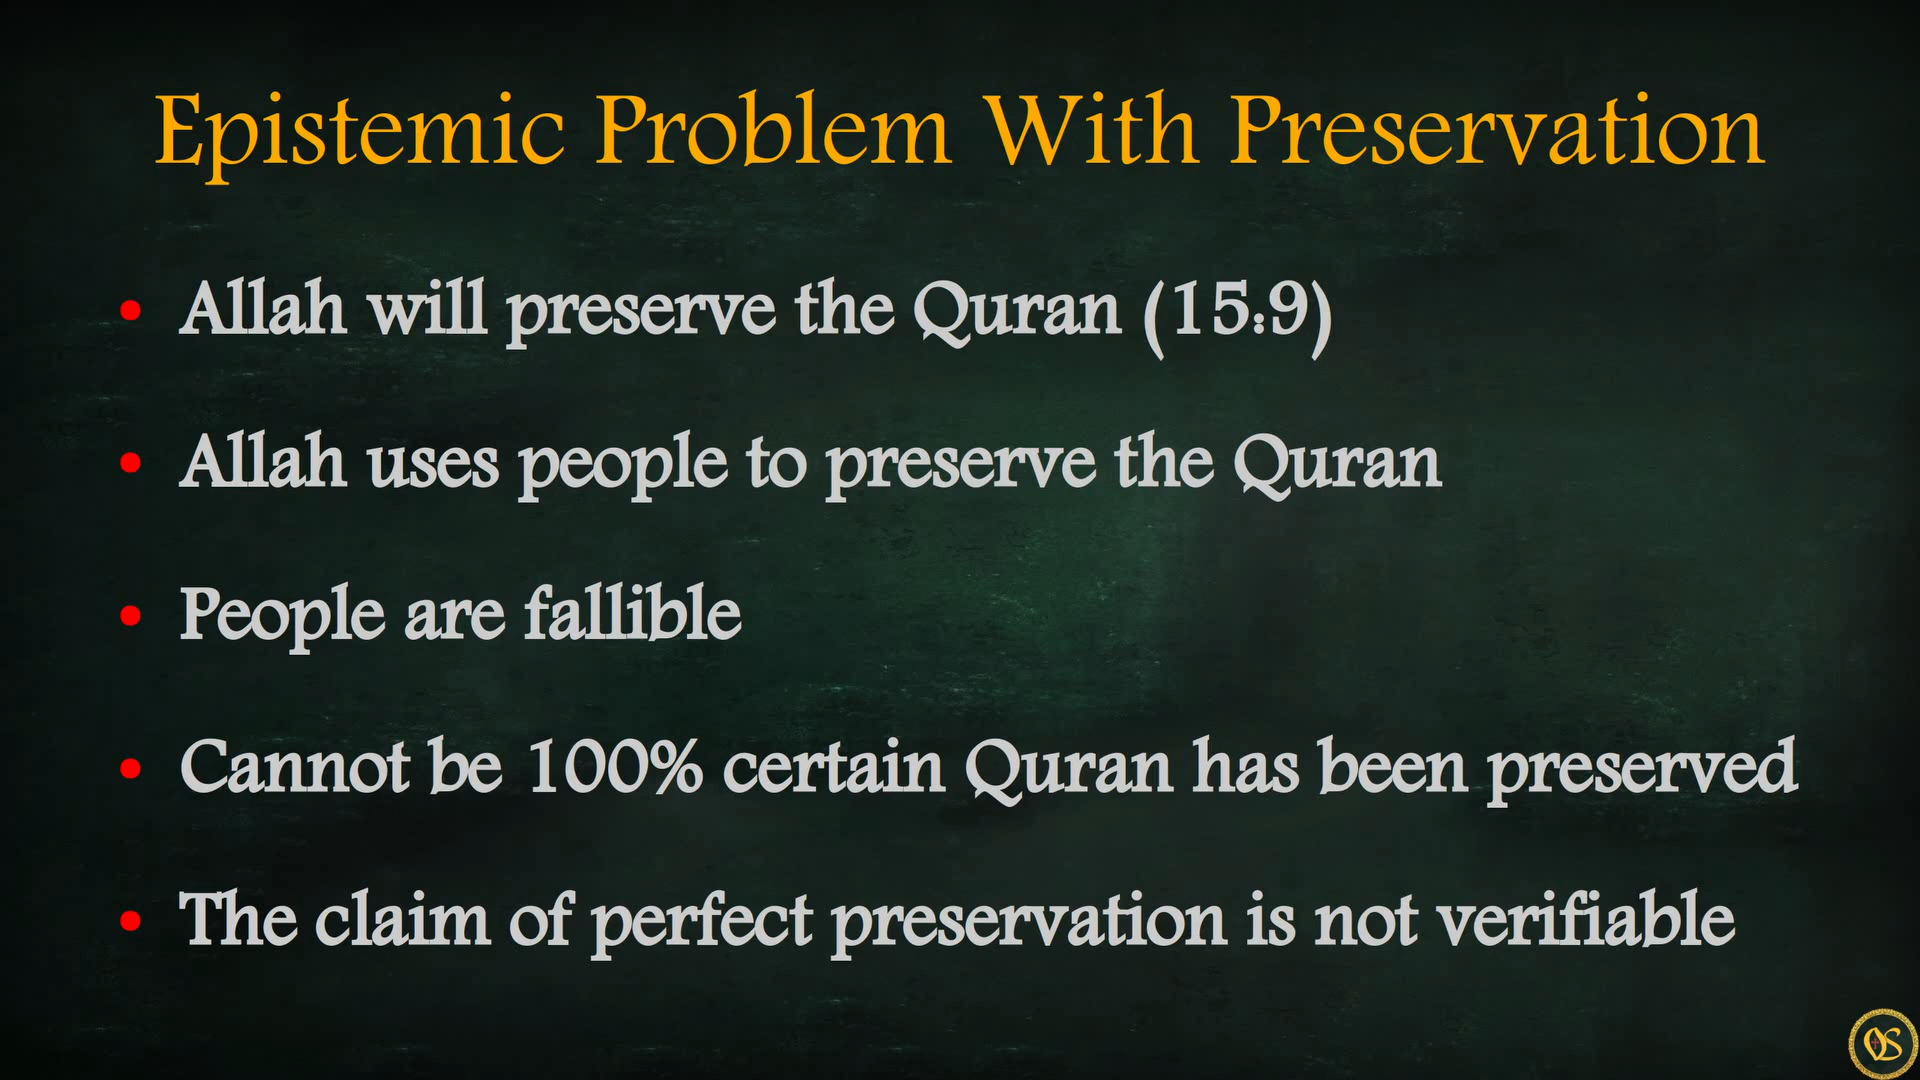 Epistemic Problem With Preservation
• Allah will preserve the Quran (15:9)
• Allah uses people to preserve the Quran
• People are fallible
• Cannot be 100% certain Quran has been preserved
• The claim of perfect preservation is not verifiable